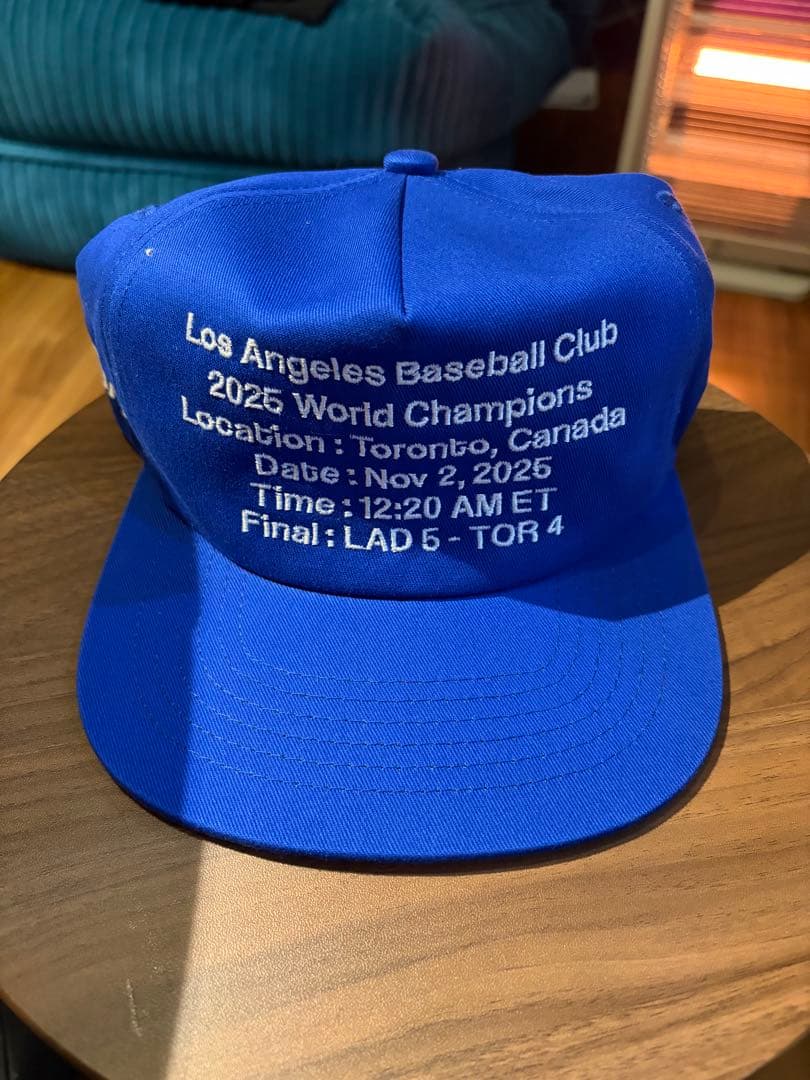 Los Angeles Baseball Club
2025 World Champions
Location : Toronto, Canada
Date : Nov 2, 2025
Time : 12:20 AM ET
Final : LAD 5 - TOR 4